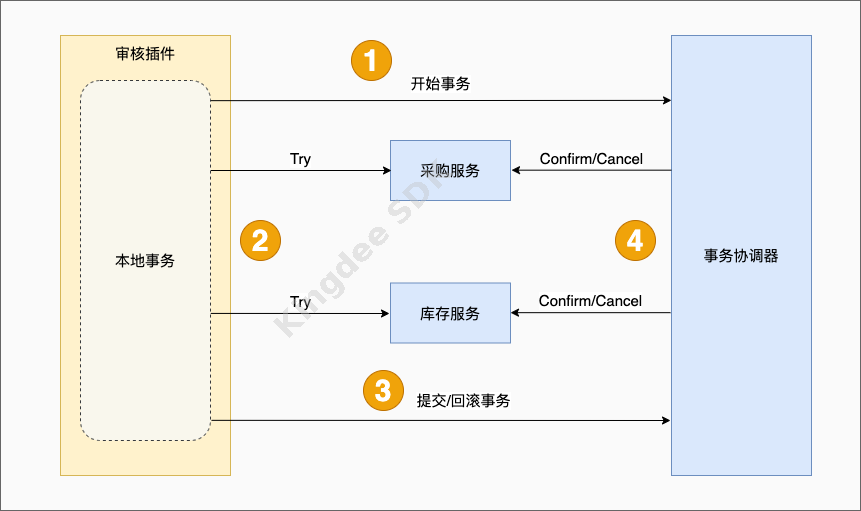 审核插件
1
开始事务
Try
采购服务
Confirm/Cancel
2
本地事务
4
事务协调器
Try
库存服务
Confirm/Cancel
3
提交/回滚事务
Kingdee SDK